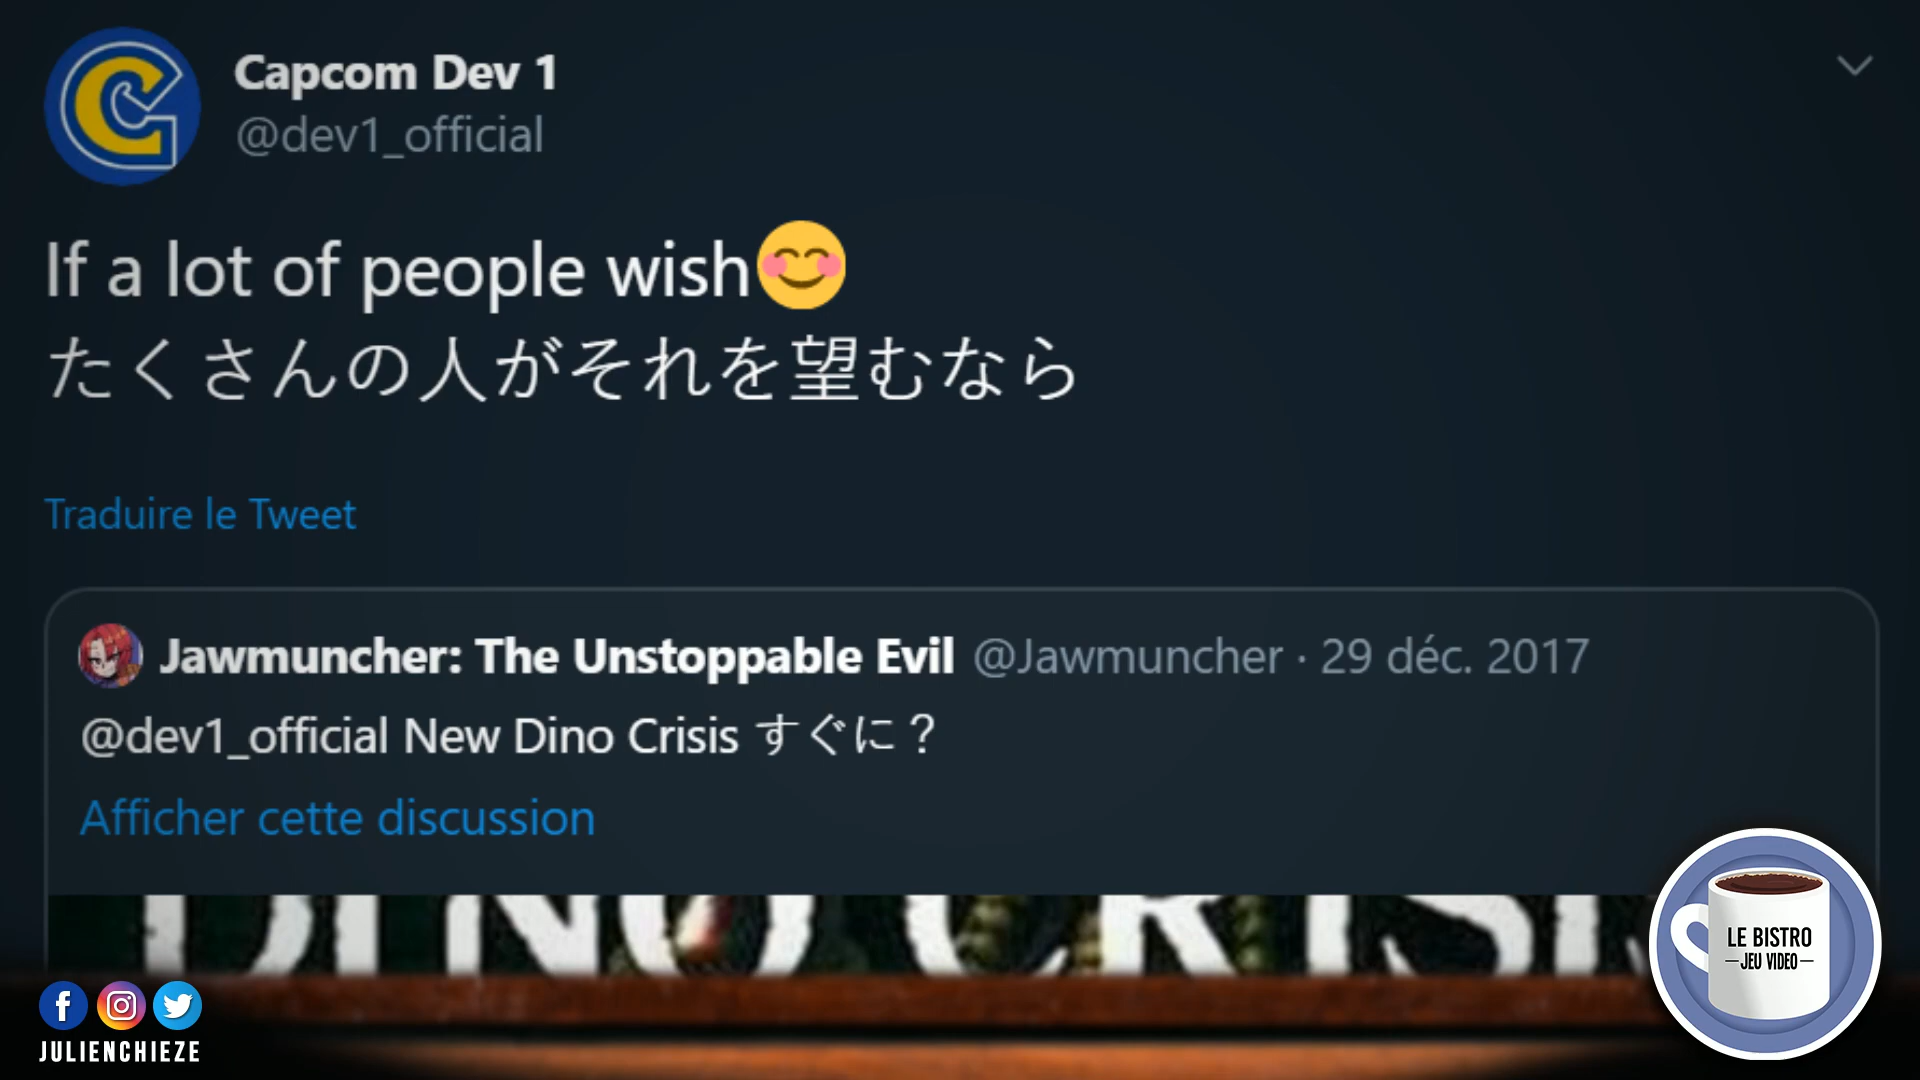 Capcom Dev 1
@dev1_official
If a lot of people wish😊
たくさんの人がそれを望むなら
Traduire le Tweet
Jawmuncher: The Unstoppable Evil @Jawmuncher · 29 déc. 2017
@dev1_official New Dino Crisis すぐに？
Afficher cette discussion
DINO CRISIS
JULIENCHIEZE
LE BISTRO
—JEU VIDEO—